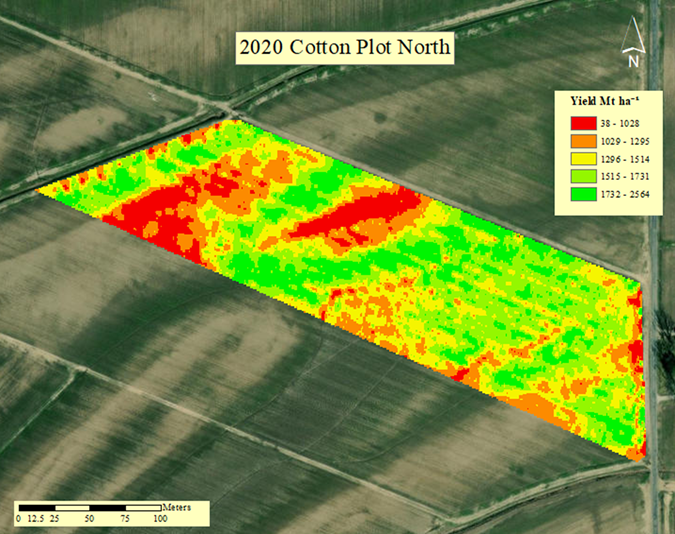 2020 Cotton Plot North
N
Yield Mt ha⁻¹
38 - 1028
1029 - 1295
1296 - 1514
1515 - 1731
1732 - 2564
Meters
0 12.5 25 50 75 100